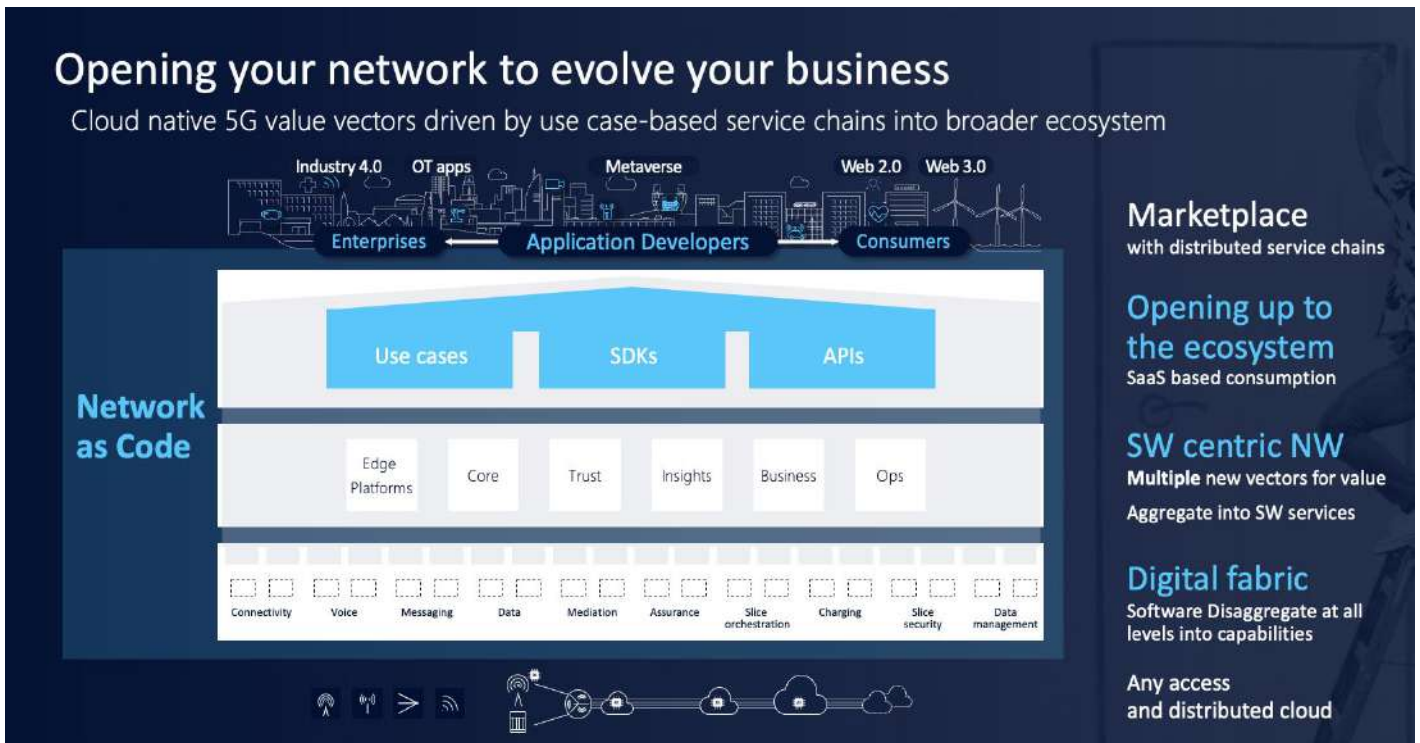 Opening your network to evolve your business
Cloud native 5G value vectors driven by use case-based service chains into broader ecosystem
Industry 4.0
OT apps
Metaverse
Web 2.0
Web 3.0
Enterprises
Application Developers
Consumers
Network
as Code
Use cases
SDKs
APIs
Edge
Platforms
Core
Trust
Insights
Business
Ops
Connectivity
Voice
Messaging
Data
Mediation
Assurance
Slice
orchestration
Charging
Slice
security
Data
management
Marketplace
with distributed service chains
Opening up to
the ecosystem
SaaS based consumption
SW centric NW
Multiple new vectors for value
Aggregate into SW services
Digital fabric
Software Disaggregate at all
levels into capabilities
Any access
and distributed cloud